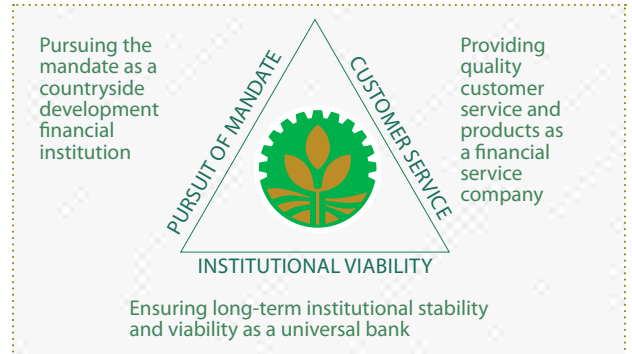 Pursuing the
mandate as a
countryside
development
financial
institution
PURSUIT OF MANDATE
CUSTOMER SERVICE
Providing
quality
customer
service and
products as
a financial
service
company
INSTITUTIONAL VIABILITY
Ensuring long-term institutional stability
and viability as a universal bank